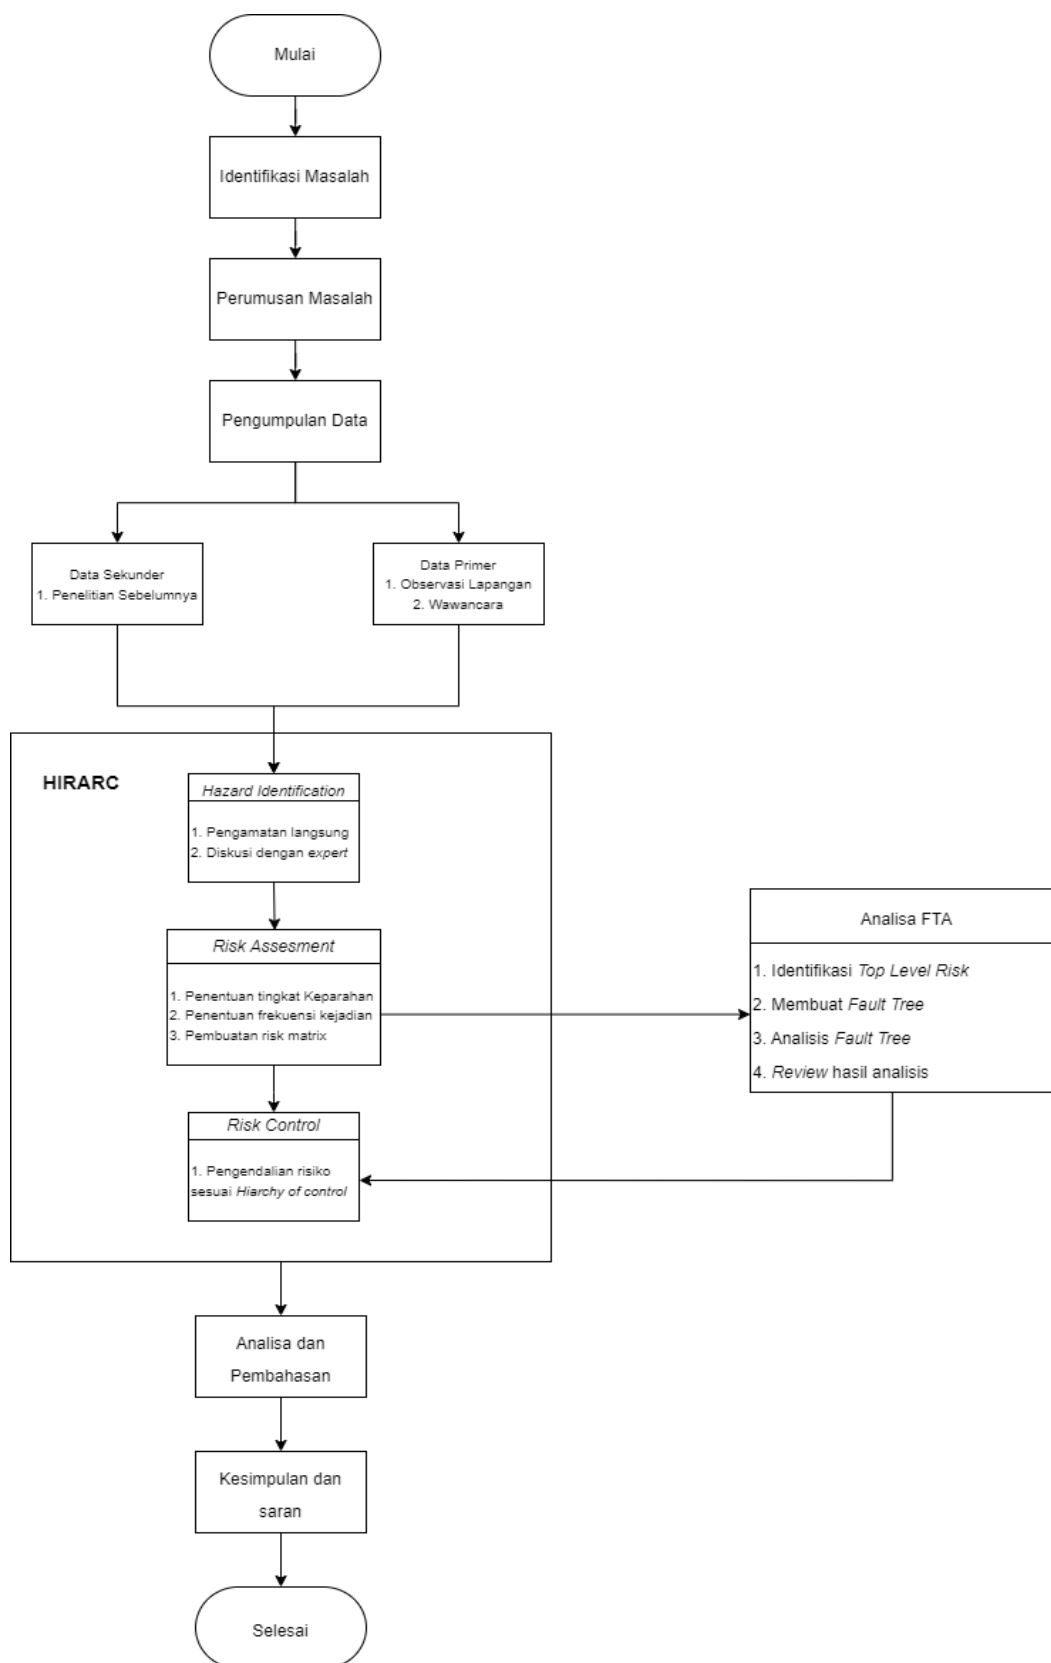 Mulai
Identifikasi Masalah
Perumusan Masalah
Pengumpulan Data
Data Sekunder
1. Penelitian Sebelumnya
Data Primer
1. Observasi Lapangan
2. Wawancara
HIRARC
Hazard Identification
1. Pengamatan langsung
2. Diskusi dengan expert
Risk Assesment
1. Penentuan tingkat Keparahan
2. Penentuan frekuensi kejadian
3. Pembuatan risk matrix
Analisa FTA
1. Identifikasi Top Level Risk
2. Membuat Fault Tree
3. Analisis Fault Tree
4. Review hasil analisis
Risk Control
1. Pengendalian risiko
sesuai Hiarchy of control
Analisa dan
Pembahasan
Kesimpulan dan
saran
Selesai